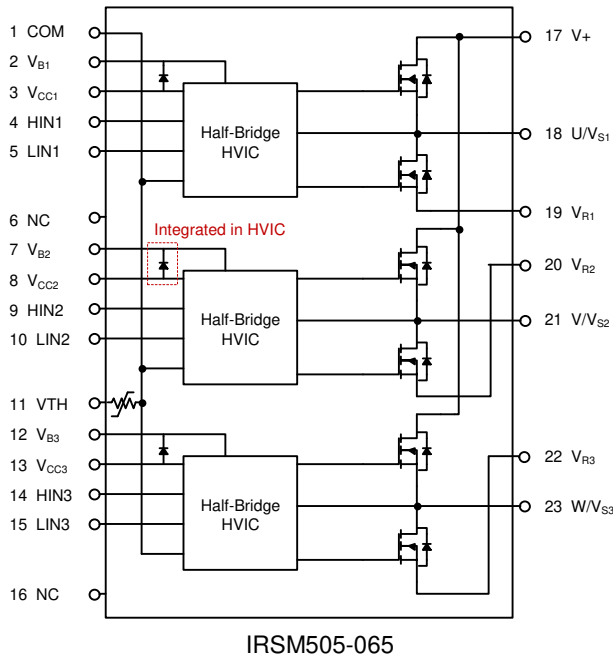 1 COM
2 VB1
3 VCC1
4 HIN1
5 LIN1
6 NC
7 VB2
8 VCC2
9 HIN2
10 LIN2
11 VTH
12 VB3
13 VCC3
14 HIN3
15 LIN3
16 NC
Half-Bridge
HVIC
Integrated in HVIC
Half-Bridge
HVIC
Half-Bridge
HVIC
17 V+
18 U/VS1
19 VR1
20 VR2
21 V/VS2
22 VR3
23 W/VS3
IRSM505-065